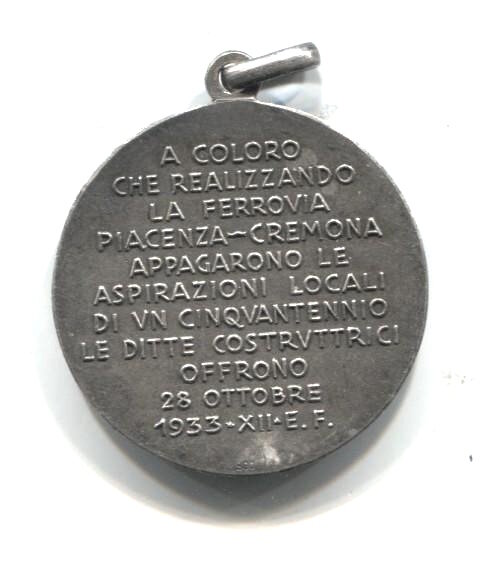 A COLORO
CHE REALIZZANDO
LA FERROVIA
PIACENZA~CREMONA
APPAGARONO LE
ASPIRAZIONI LOCALI
DI VN CINQVANTENNIO
LE DITTE COSTRVTTRICI
OFFRONO
28 OTTOBRE
1933·XII·E.F.